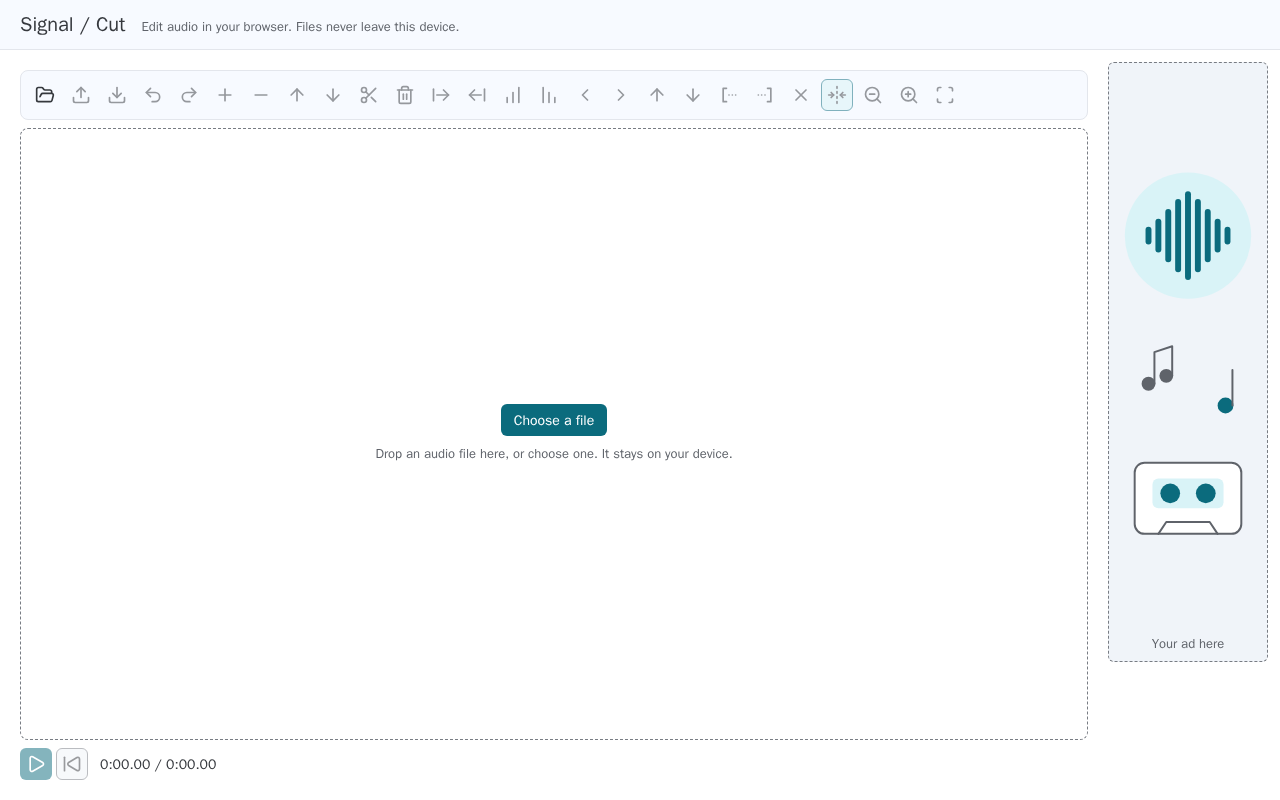 Signal / Cut
Edit audio in your browser. Files never leave this device.
Choose a file
Drop an audio file here, or choose one. It stays on your device.
Your ad here
0:00.00 / 0:00.00